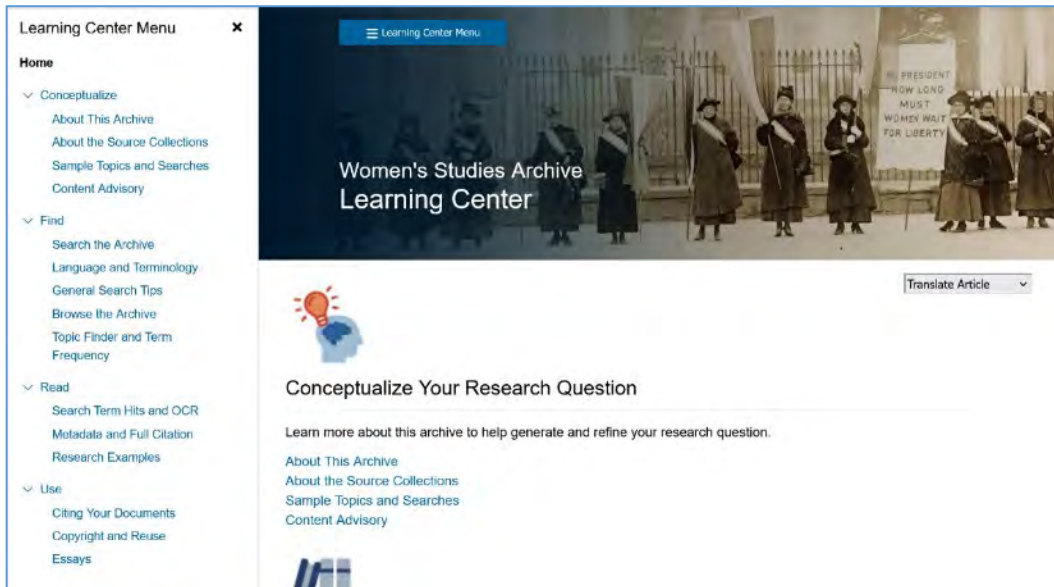 Learning Center Menu
Home
Conceptualize
About This Archive
About the Source Collections
Sample Topics and Searches
Content Advisory
Find
Search the Archive
Language and Terminology
General Search Tips
Browse the Archive
Topic Finder and Term
Frequency
Read
Search Term Hits and OCR
Metadata and Full Citation
Research Examples
Use
Citing Your Documents
Copyright and Reuse
Essays
Learning Center Menu
PRESIDENT
HOW LONG
MUST
WOMEN WAIT
FOR LIBERTY
Women's Studies Archive
Learning Center
Translate Article
Conceptualize Your Research Question
Learn more about this archive to help generate and refine your research question.
About This Archive
About the Source Collections
Sample Topics and Searches
Content Advisory